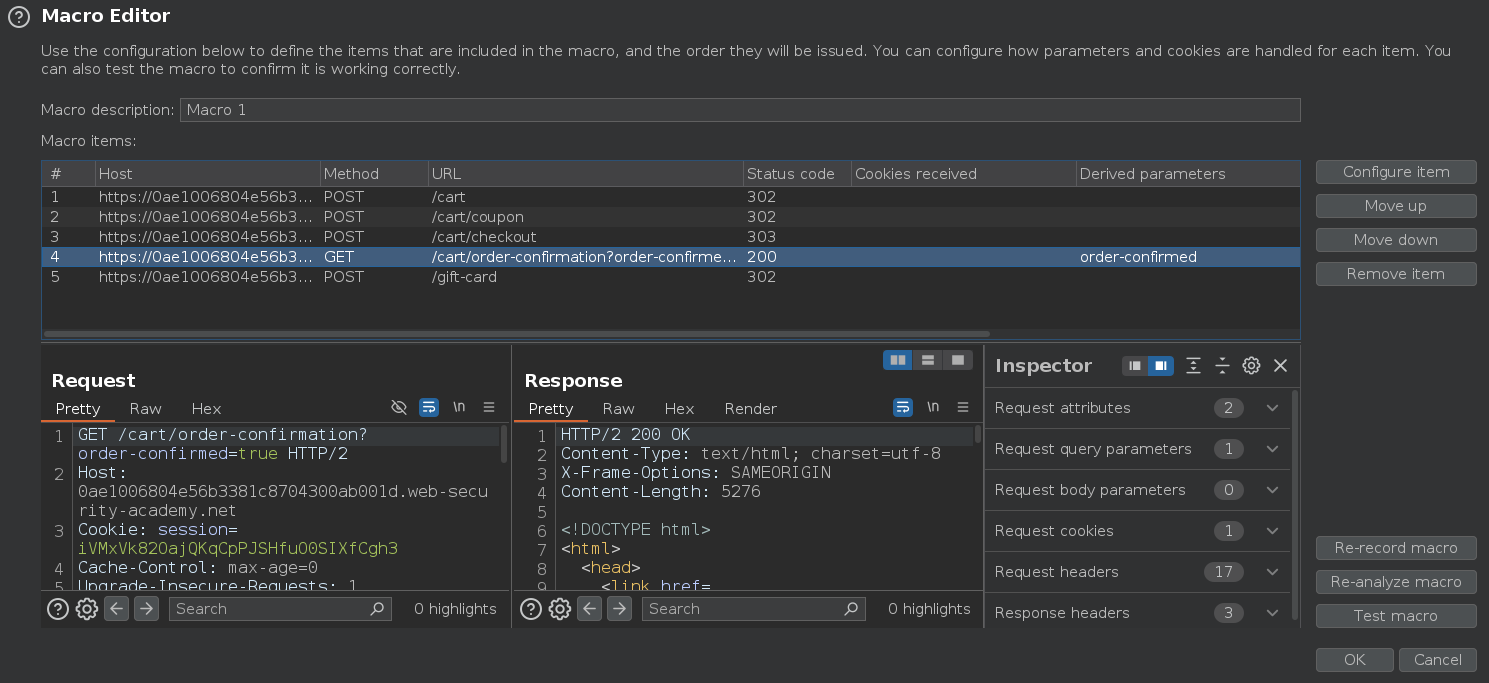 Macro Editor
Use the configuration below to define the items that are included in the macro, and the order they will be issued. You can configure how parameters and cookies are handled for each item. You
can also test the macro to confirm it is working correctly.
Macro description: Macro 1
Macro items:
# Host Method URL Status code Cookies received Derived parameters
1 https://0ae1006804e56b3... POST /cart 302
2 https://0ae1006804e56b3... POST /cart/coupon 302
3 https://0ae1006804e56b3... POST /cart/checkout 303
4 https://0ae1006804e56b3... GET /cart/order-confirmation?order-confirme... 200 order-confirmed
5 https://0ae1006804e56b3... POST /gift-card 302
Configure item
Move up
Move down
Remove item
Request
Pretty Raw Hex \n
1 GET /cart/order-confirmation?
order-confirmed=true HTTP/2
2 Host:
0ae1006804e56b3381c8704300ab001d.web-secu
rity-academy.net
3 Cookie: session=
iVMxVk82OajQKqCpPJSHfuO0SIXfCgh3
4 Cache-Control: max-age=0
5 Upgrade-Insecure-Requests: 1
Search 0 highlights
Response
Pretty Raw Hex Render \n
1 HTTP/2 200 OK
2 Content-Type: text/html; charset=utf-8
3 X-Frame-Options: SAMEORIGIN
4 Content-Length: 5276
5
6 <!DOCTYPE html>
7 <html>
8 <head>
9 <link href=
Search 0 highlights
Inspector
Request attributes 2
Request query parameters 1
Request body parameters 0
Request cookies 1
Request headers 17
Response headers 3
Re-record macro
Re-analyze macro
Test macro
OK Cancel